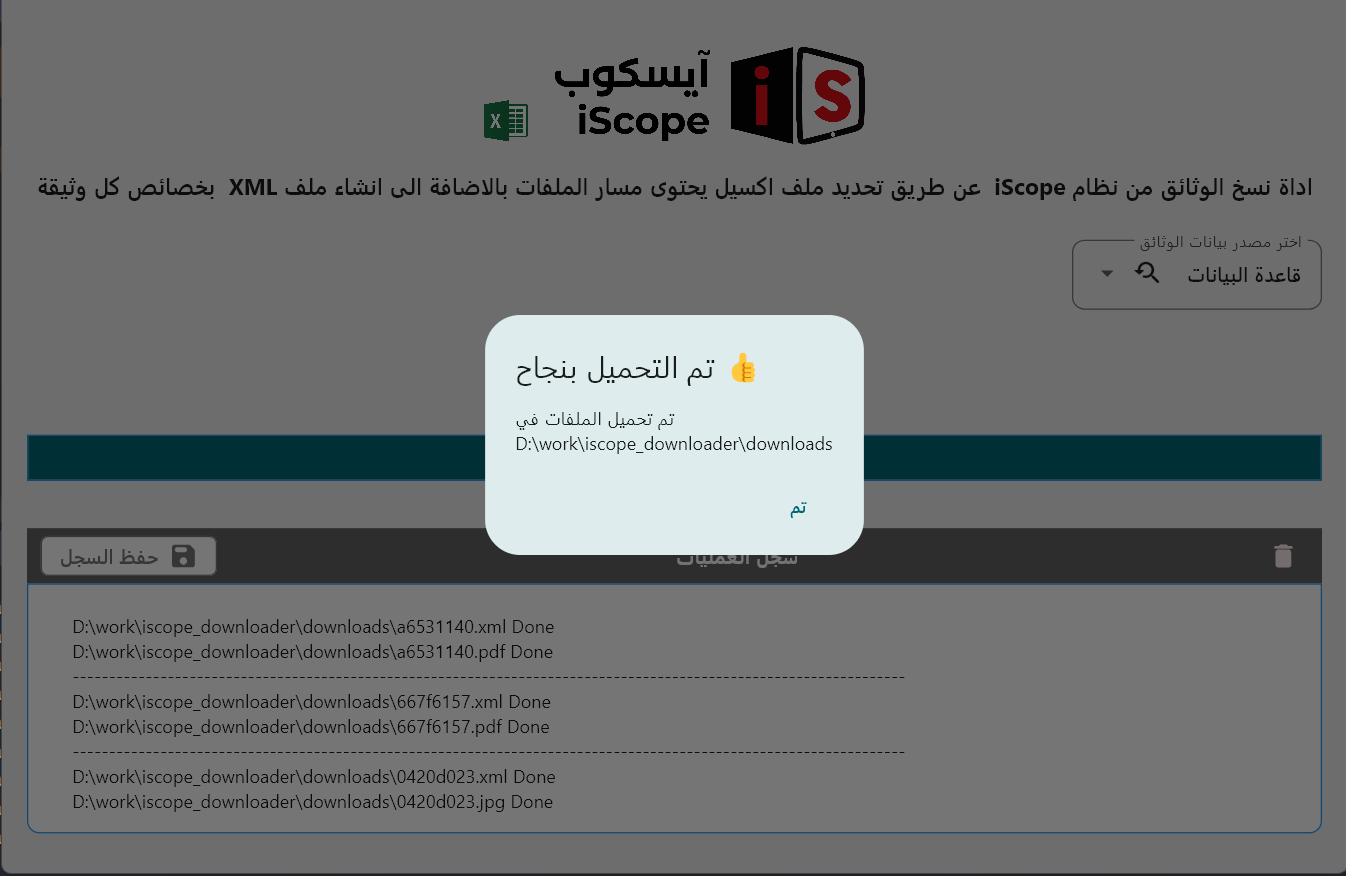 آيسكوب
iScope
iS
X
اداة نسخ الوثائق من نظام iScope عن طريق تحديد ملف اكسيل يحتوى مسار الملفات بالاضافة الى انشاء ملف XML بخصائص كل وثيقة
اختر مصدر بيانات الوثائق
قاعدة البيانات
تم التحميل بنجاح 👍
تم تحميل الملفات في
D:\work\iscope_downloader\downloads
تم
سجل العمليات
حفظ السجل
D:\work\iscope_downloader\downloads\a6531140.xml Done
D:\work\iscope_downloader\downloads\a6531140.pdf Done
----------------------------------------------------------------------------------------------------------------------
D:\work\iscope_downloader\downloads\667f6157.xml Done
D:\work\iscope_downloader\downloads\667f6157.pdf Done
----------------------------------------------------------------------------------------------------------------------
D:\work\iscope_downloader\downloads\0420d023.xml Done
D:\work\iscope_downloader\downloads\0420d023.jpg Done